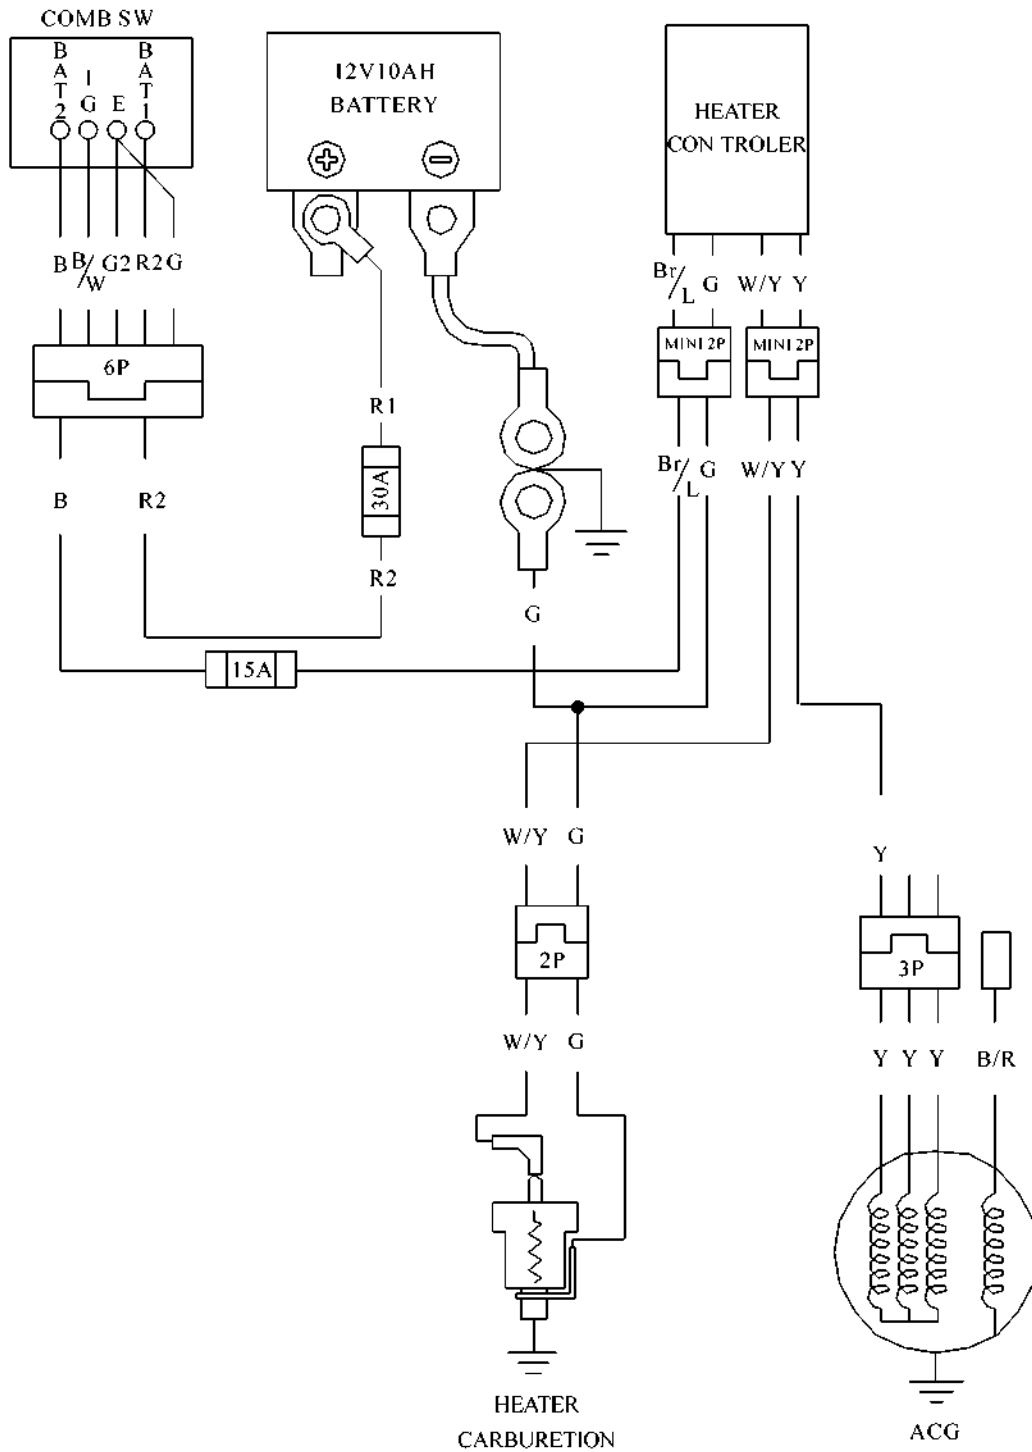 COMB SW
BAT2
IG
E
BAT1
12V10AH
BATTERY
HEATER
CON TROLER
B
B/W
G2
R2
G
6P
B
R2
R1
30A
R2
15A
G
Br/L
G
W/Y
Y
MINI 2P
MINI 2P
Br/L
G
W/Y
Y
W/Y
G
2P
W/Y
G
HEATER
CARBURETION
Y
3P
Y
Y
Y
B/R
ACG